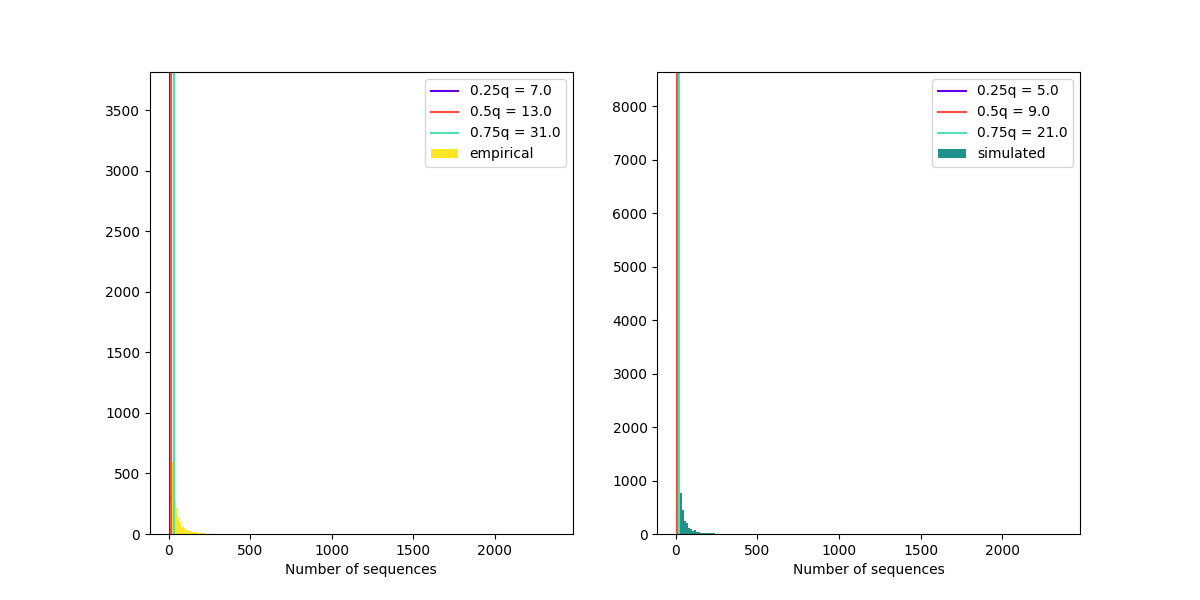 3500
3000
2500
2000
1500
1000
500
0
0 500 1000 1500 2000
Number of sequences
0.25q = 7.0
0.5q = 13.0
0.75q = 31.0
empirical
8000
7000
6000
5000
4000
3000
2000
1000
0
0 500 1000 1500 2000
Number of sequences
0.25q = 5.0
0.5q = 9.0
0.75q = 21.0
simulated